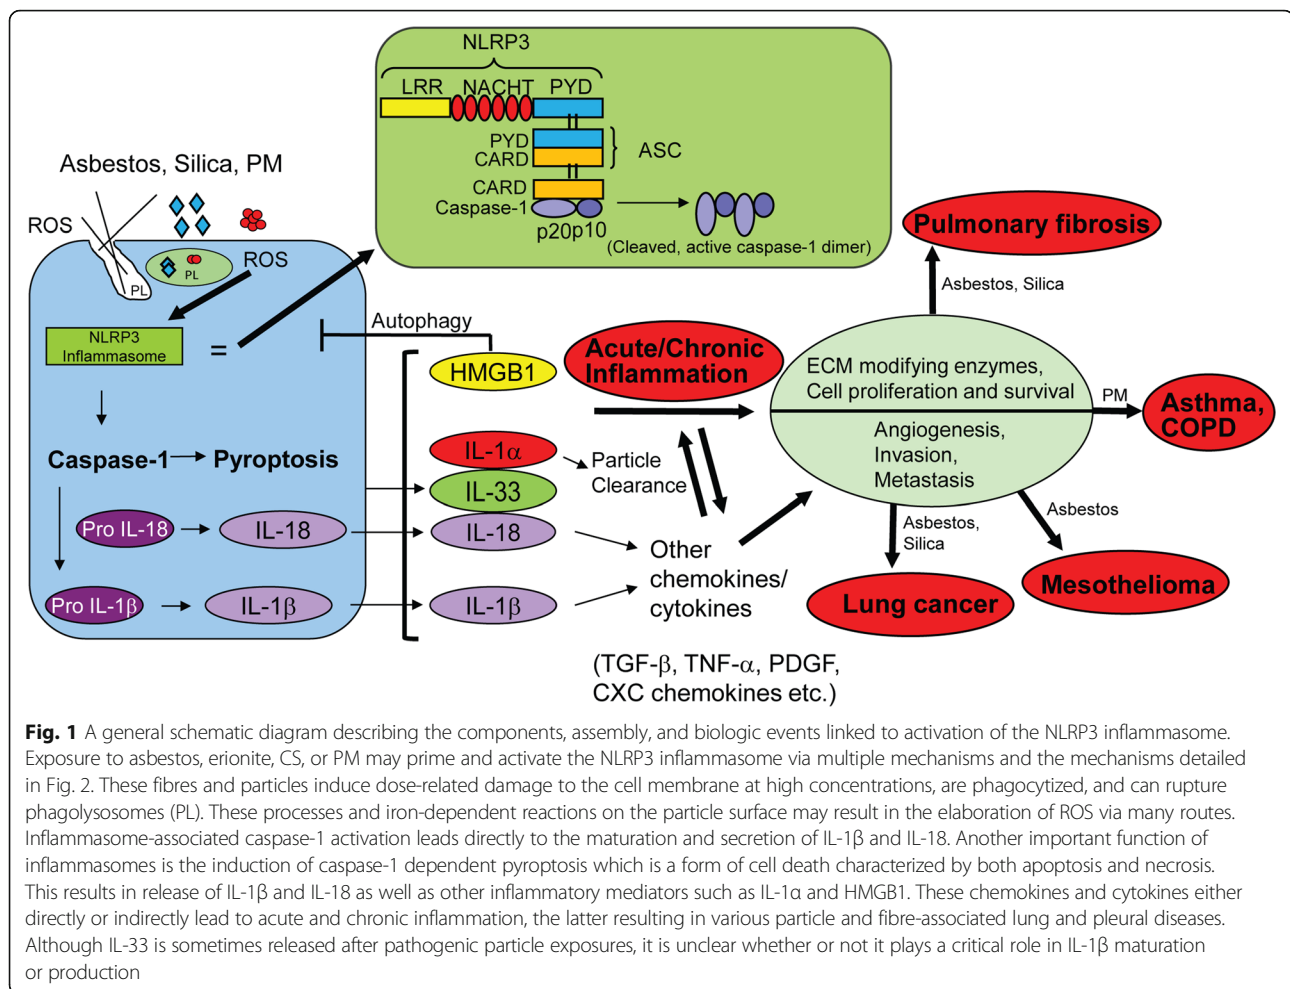 NLRP3
LRR NACHT PYD
PYD
CARD
ASC
CARD
Caspase-1
p20p10
(Cleaved, active caspase-1 dimer)
Asbestos, Silica, PM
ROS
PL
PL
ROS
NLRP3
Inflammasome
=
Autophagy
HMGB1
Acute/Chronic
Inflammation
Caspase-1
Pyroptosis
IL-1α
IL-33
Particle
Clearance
Pro IL-18
IL-18
IL-18
Pro IL-1β
IL-1β
IL-1β
Other
chemokines/
cytokines
(TGF-β, TNF-α, PDGF,
CXC chemokines etc.)
Pulmonary fibrosis
Asbestos, Silica
ECM modifying enzymes,
Cell proliferation and survival
Angiogenesis,
Invasion,
Metastasis
PM
Asthma,
COPD
Asbestos
Mesothelioma
Asbestos,
Silica
Lung cancer
Fig. 1 A general schematic diagram describing the components, assembly, and biologic events linked to activation of the NLRP3 inflammasome.
Exposure to asbestos, erionite, CS, or PM may prime and activate the NLRP3 inflammasome via multiple mechanisms and the mechanisms detailed
in Fig. 2. These fibres and particles induce dose-related damage to the cell membrane at high concentrations, are phagocytized, and can rupture
phagolysosomes (PL). These processes and iron-dependent reactions on the particle surface may result in the elaboration of ROS via many routes.
Inflammasome-associated caspase-1 activation leads directly to the maturation and secretion of IL-1β and IL-18. Another important function of
inflammasomes is the induction of caspase-1 dependent pyroptosis which is a form of cell death characterized by both apoptosis and necrosis.
This results in release of IL-1β and IL-18 as well as other inflammatory mediators such as IL-1α and HMGB1. These chemokines and cytokines either
directly or indirectly lead to acute and chronic inflammation, the latter resulting in various particle and fibre-associated lung and pleural diseases.
Although IL-33 is sometimes released after pathogenic particle exposures, it is unclear whether or not it plays a critical role in IL-1β maturation
or production